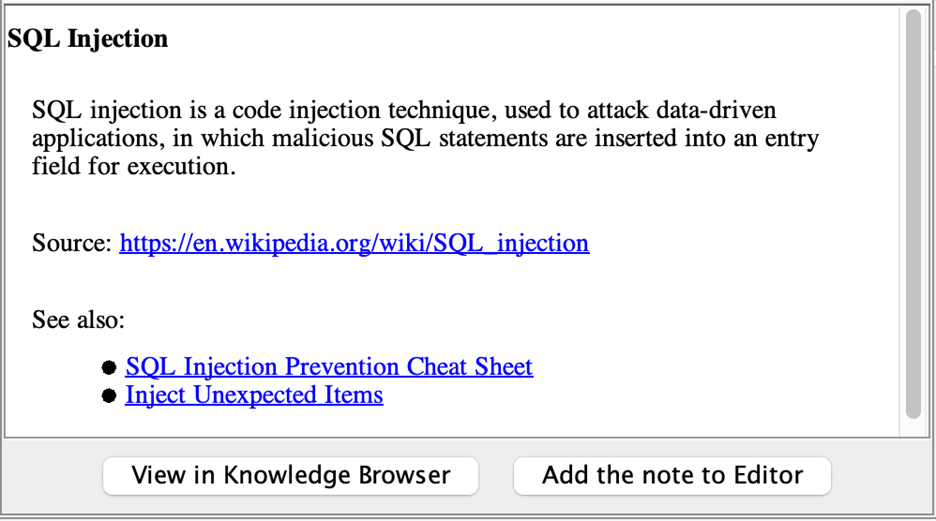 SQL Injection
SQL injection is a code injection technique, used to attack data-driven
applications, in which malicious SQL statements are inserted into an entry
field for execution.
Source: https://en.wikipedia.org/wiki/SQL_injection
See also:
● SQL Injection Prevention Cheat Sheet
● Inject Unexpected Items
View in Knowledge Browser Add the note to Editor